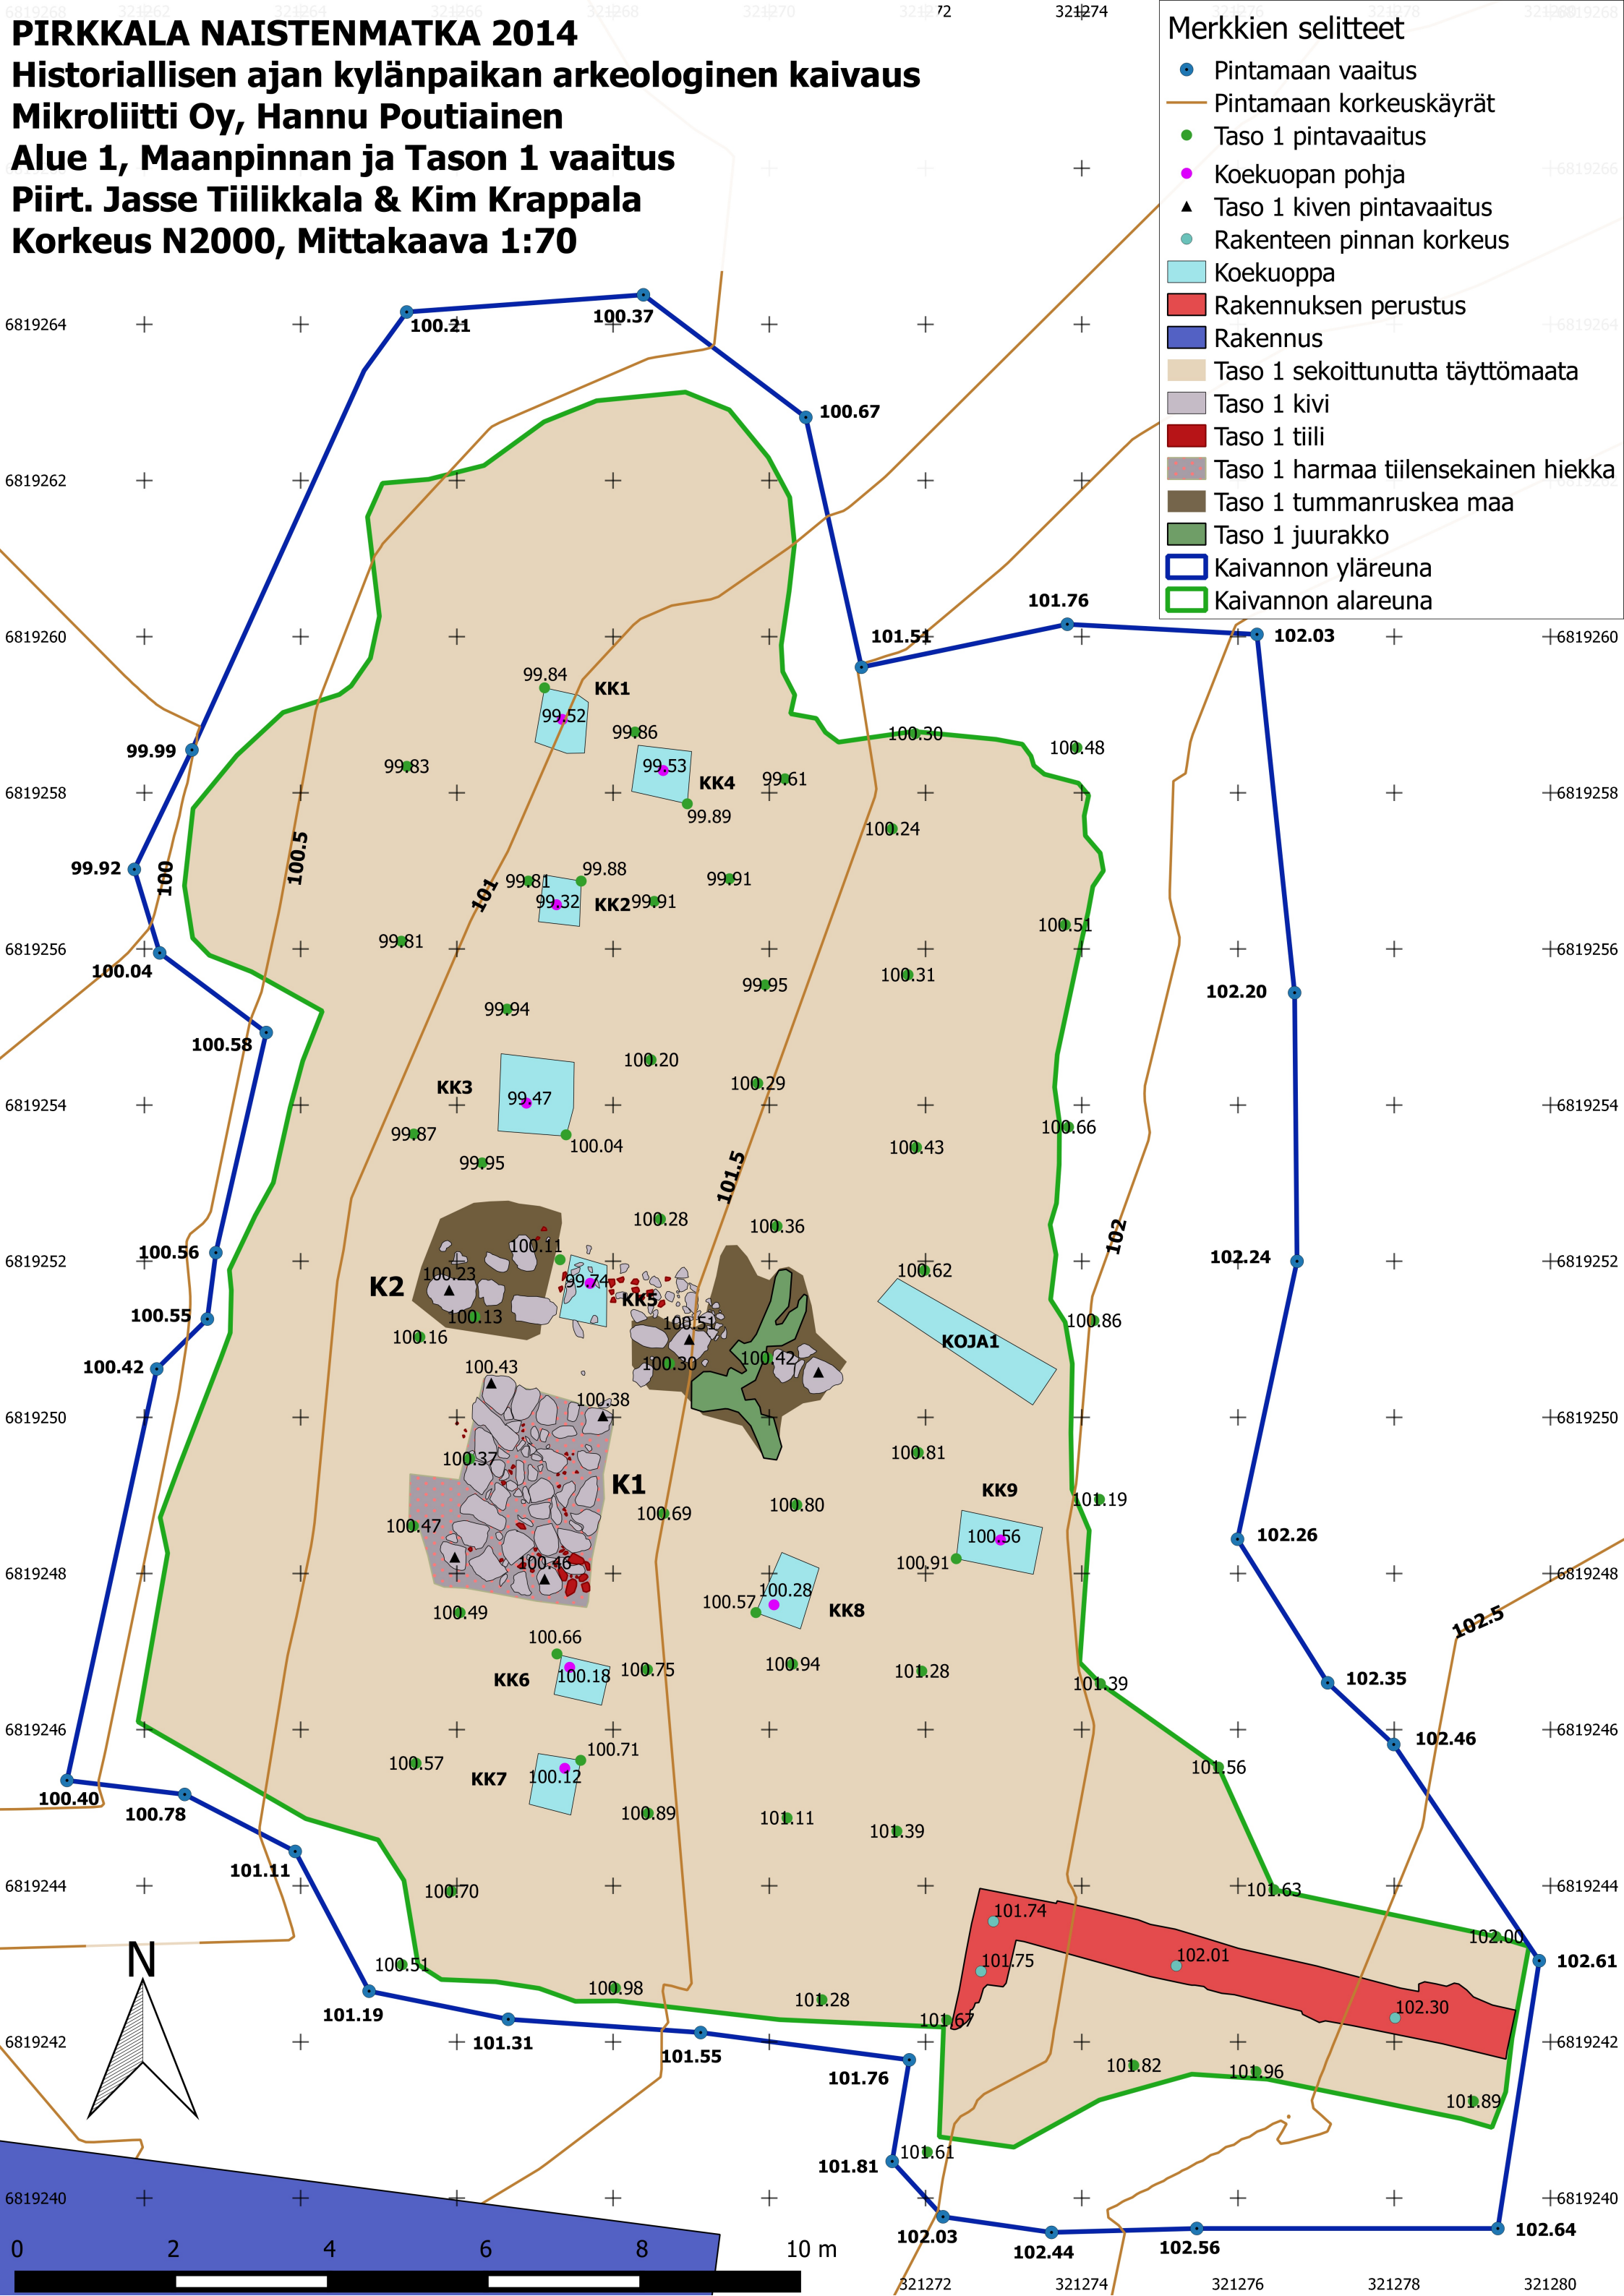 6819268 321262 321264 321266 321268 321270 321272 321274 321276 321278 321280 6819268
PIRKKALA NAISTENMATKA 2014
Historiallisen ajan kylänpaikan arkeologinen kaivaus
Mikroliitti Oy, Hannu Poutiainen
Alue 1, Maanpinnan ja Tason 1 vaaitus
Piirt. Jasse Tiilikkala & Kim Krappala
Korkeus N2000, Mittakaava 1:70
Merkkien selitteet
Pintamaan vaaitus
Pintamaan korkeuskäyrät
Taso 1 pintavaaitus
Koekuopan pohja
Taso 1 kiven pintavaaitus
Rakenteen pinnan korkeus
Koekuoppa
Rakennuksen perustus
Rakennus
Taso 1 sekoittunutta täyttömaata
Taso 1 kivi
Taso 1 tiili
Taso 1 harmaa tiilensekainen hiekka
Taso 1 tummanruskea maa
Taso 1 juurakko
Kaivannon yläreuna
Kaivannon alareuna
6819266 6819266
100.37
6819264 100.21 6819264
100.67
6819262 6819262
101.76
6819260 101.51 102.03 6819260
99.84 KK1
99.52
99.86 100.30
99.99 100.48
99.83 99.53 KK4 99.61
6819258 6819258
99.89 100.24
100.5
99.92 100 99.81 99.88 99.91
101 99.32 KK2 99.91
100.51
99.81
6819256 6819256
100.04 99.95 100.31 102.20
99.94
100.58 100.20
KK3 99.47 100.29
6819254 6819254
99.87 100.04 100.43 100.66
99.95
101.5
100.28 100.36 102
100.56 100.11 102.24
6819252 6819252
K2 100.23 99.74 100.62
KK5
100.55 100.13 100.51 100.86
100.16 KOJA1
100.42 100.43 100.30 100.42
100.38
6819250 6819250
100.37 100.81
K1 KK9
100.47 100.69 100.80 101.19
100.56 102.26
100.46 100.91
6819248 6819248
100.49 100.57 100.28 KK8
100.66 102.5
KK6 100.18 100.75 100.94 101.28 101.39 102.35
6819246 6819246
102.46
100.57 100.71 101.56
KK7 100.12
100.40 100.78 100.89 101.11 101.39
101.11
6819244 100.70 101.63 6819244
101.74 102.00
101.75 102.01 102.61
N 100.51 100.98 101.28
101.19 101.67 102.30
6819242 101.31 101.55 6819242
101.76 101.82 101.96
101.89
101.81 101.61
6819240 6819240
102.03 102.44 102.56 102.64
0 2 4 6 8 10 m
321272 321274 321276 321278 321280